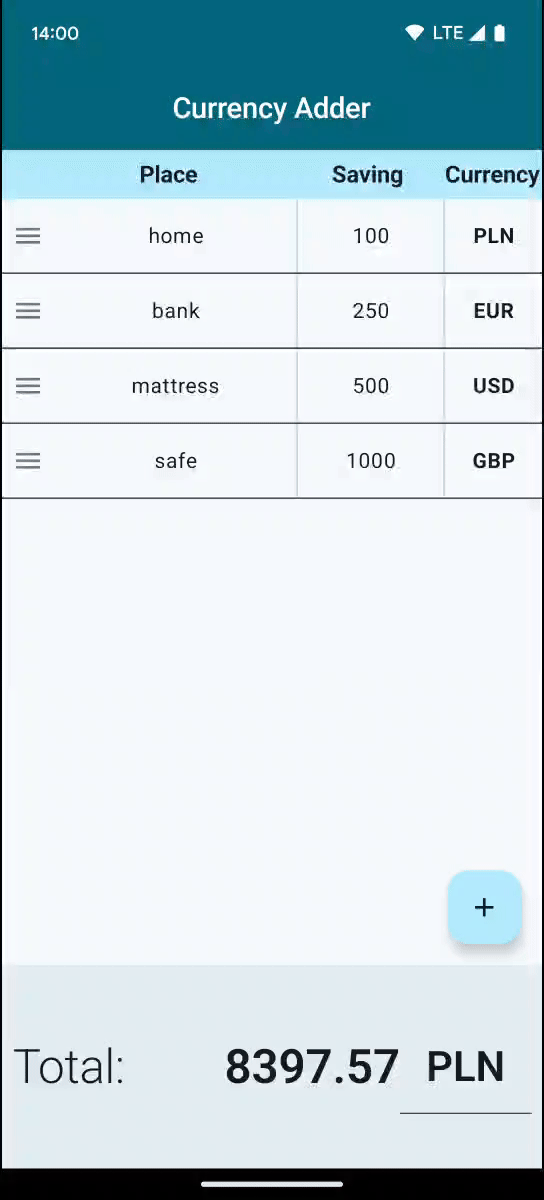 14:00 LTE
Currency Adder
Place Saving Currency
home 100 PLN
bank 250 EUR
mattress 500 USD
safe 1000 GBP
+
Total: 8397.57 PLN